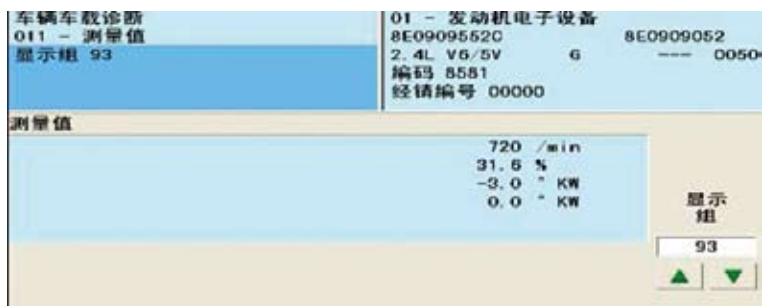 车辆车载诊断
011 - 测量值
显示组 93
01 - 发动机电子设备
8E0909552C 8E0909052
2.4L V6/5V G --- 0050
编码 8581
经销编号 00000
测量值
720 /min
31.6 %
-3.0 ° KW
0.0 ° KW
显示
组
93